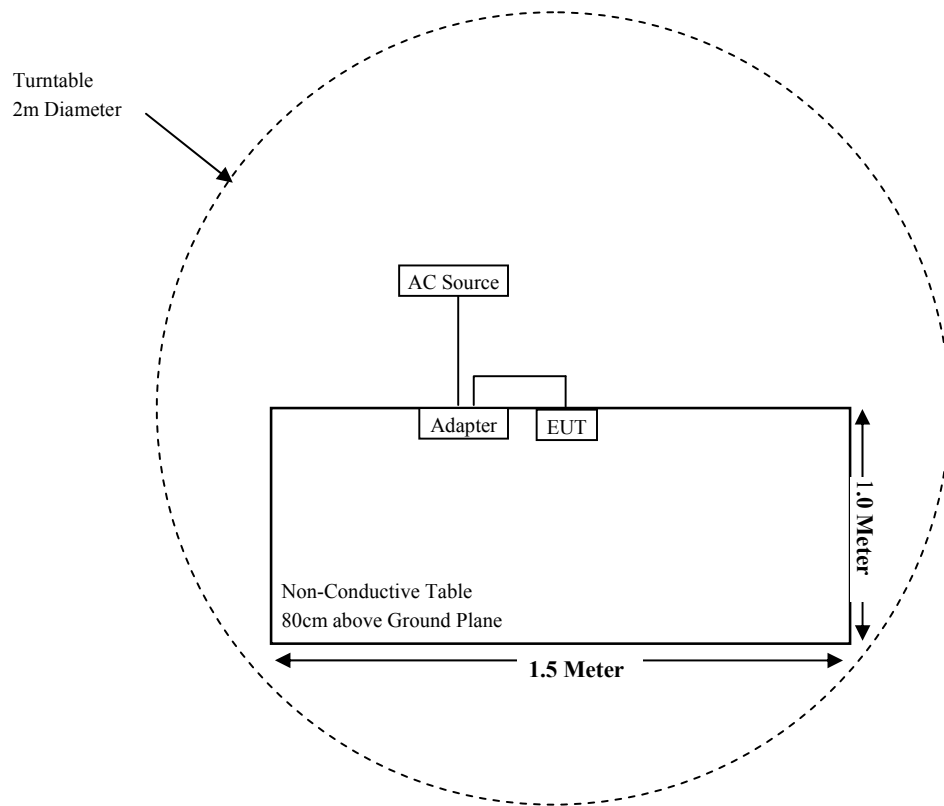 Turntable
2m Diameter
AC Source
Adapter
EUT
1.0 Meter
Non-Conductive Table
80cm above Ground Plane
1.5 Meter